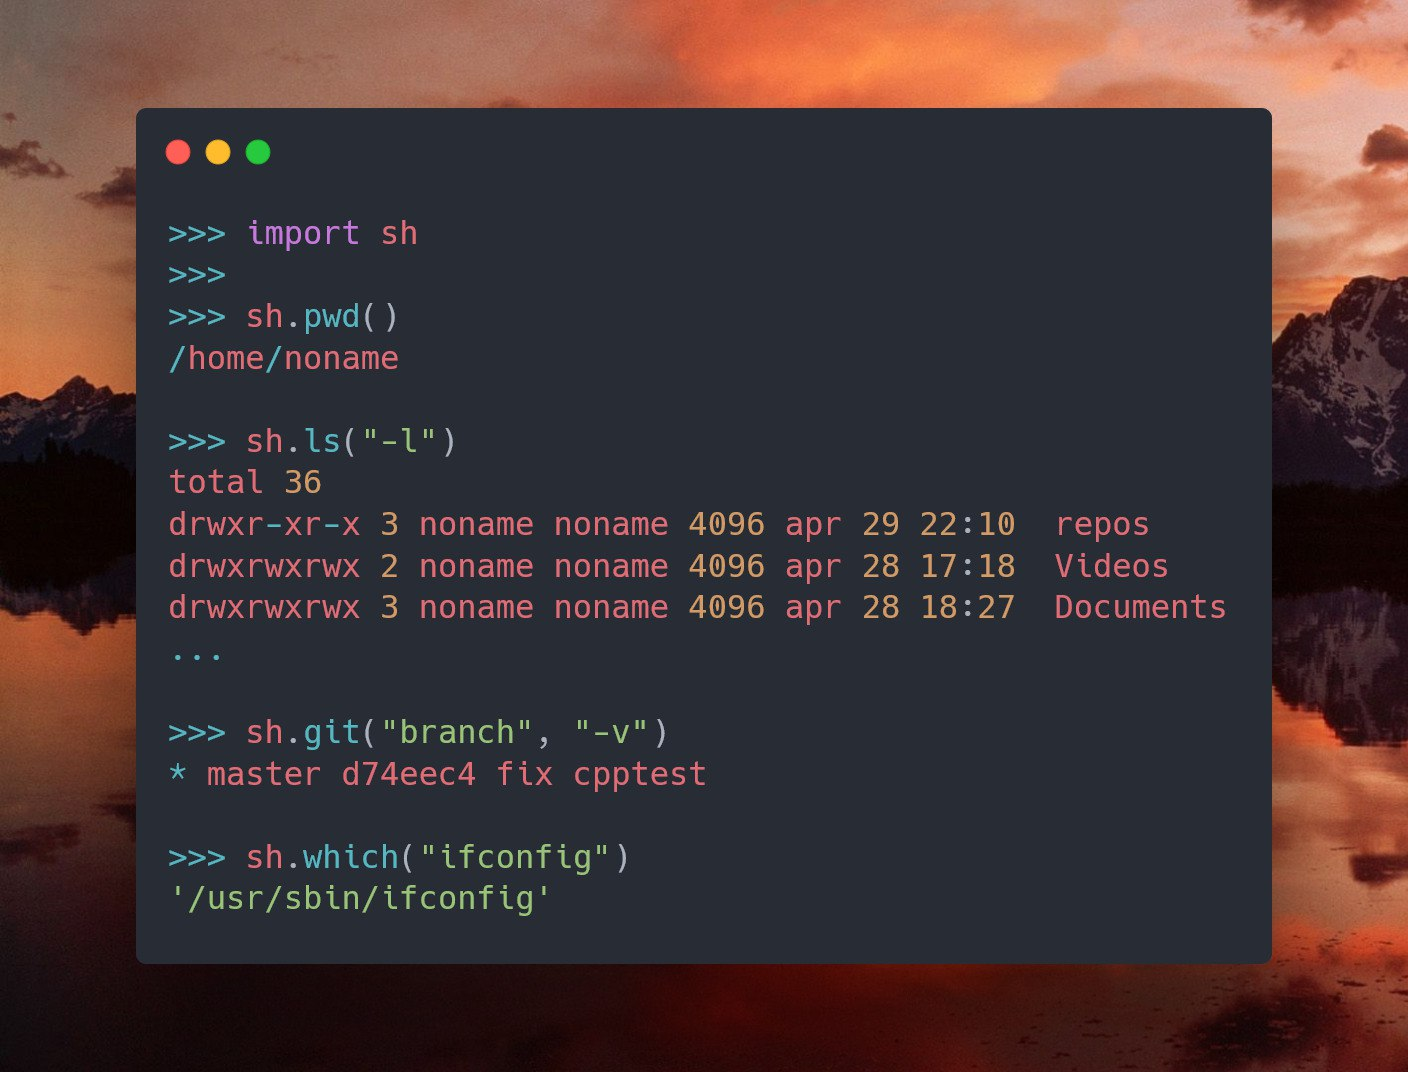 >>> import sh
>>>
>>> sh.pwd()
/home/noname
>>> sh.ls("-l")
total 36
drwxr-xr-x 3 noname noname 4096 apr 29 22:10  repos
drwxrwxrwx 2 noname noname 4096 apr 28 17:18  Videos
drwxrwxrwx 3 noname noname 4096 apr 28 18:27  Documents
...
>>> sh.git("branch", "-v")
* master d74eec4 fix cpptest
>>> sh.which("ifconfig")
'/usr/sbin/ifconfig'